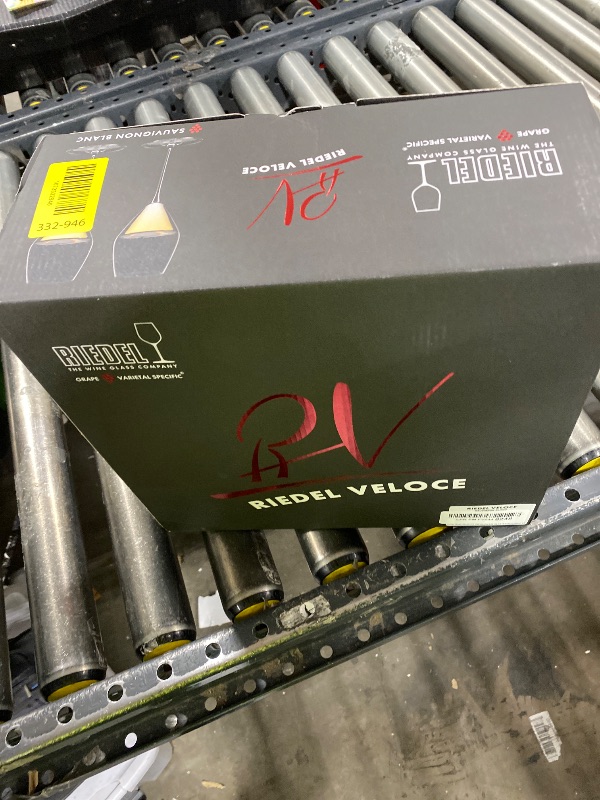 SAUVIGNON BLANC
332-946
RIEDEL VELOCE
RIEDEL
THE WINE GLASS COMPANY
GRAPE VARIETAL SPECIFIC®
RIEDEL
THE WINE GLASS COMPANY
GRAPE VARIETAL SPECIFIC®
RV
RIEDEL VELOCE
RIEDEL VELOCE